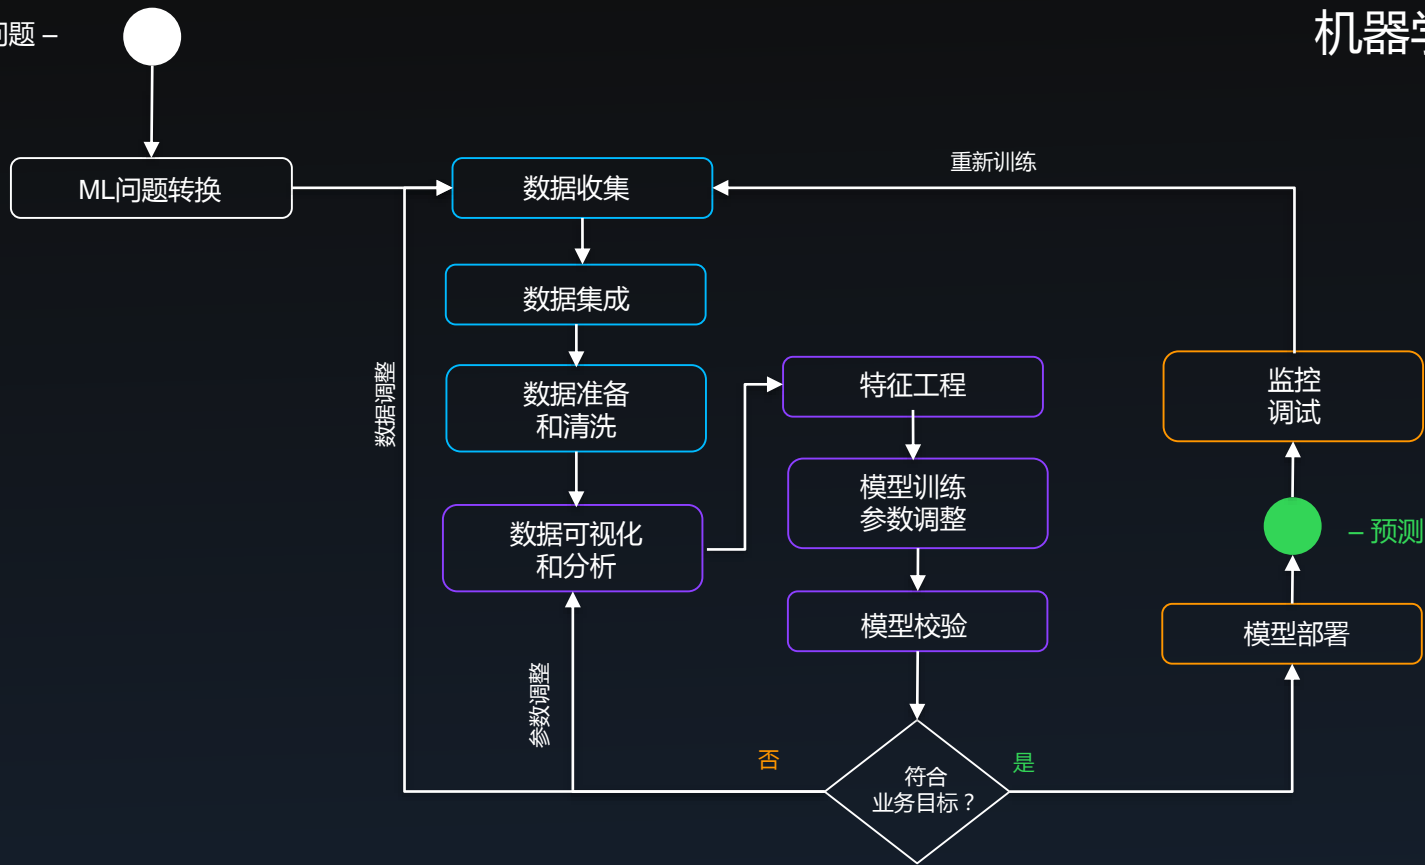 问题 –
机器学
ML问题转换
数据收集
重新训练
数据集成
数据调整
数据准备
和清洗
特征工程
监控
调试
模型训练
参数调整
数据可视化
和分析
– 预测
模型校验
模型部署
参数调整
否
是
符合
业务目标？